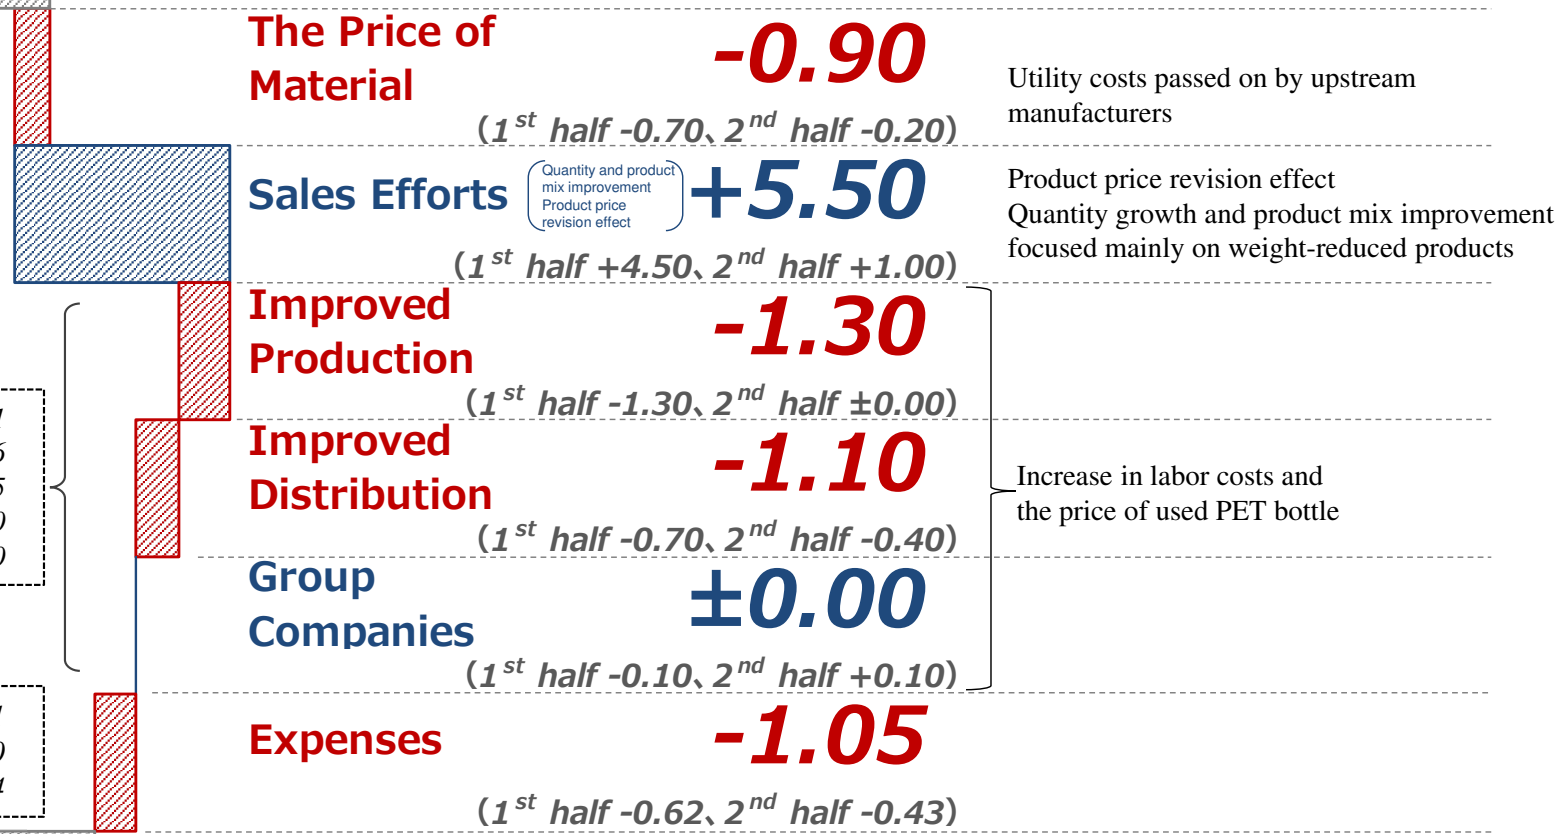 The Price of
Material
-0.90
(1st half -0.70、2nd half -0.20)
Utility costs passed on by upstream
manufacturers
Sales Efforts
Quantity and product
mix improvement
Product price
revision effect
+5.50
(1st half +4.50、2nd half +1.00)
Product price revision effect
Quantity growth and product mix improvement
focused mainly on weight-reduced products
Improved
Production
-1.30
(1st half -1.30、2nd half ±0.00)
Improved
Distribution
-1.10
(1st half -0.70、2nd half -0.40)
Increase in labor costs and
the price of used PET bottle
Group
Companies
±0.00
(1st half -0.10、2nd half +0.10)
Expenses
-1.05
(1st half -0.62、2nd half -0.43)